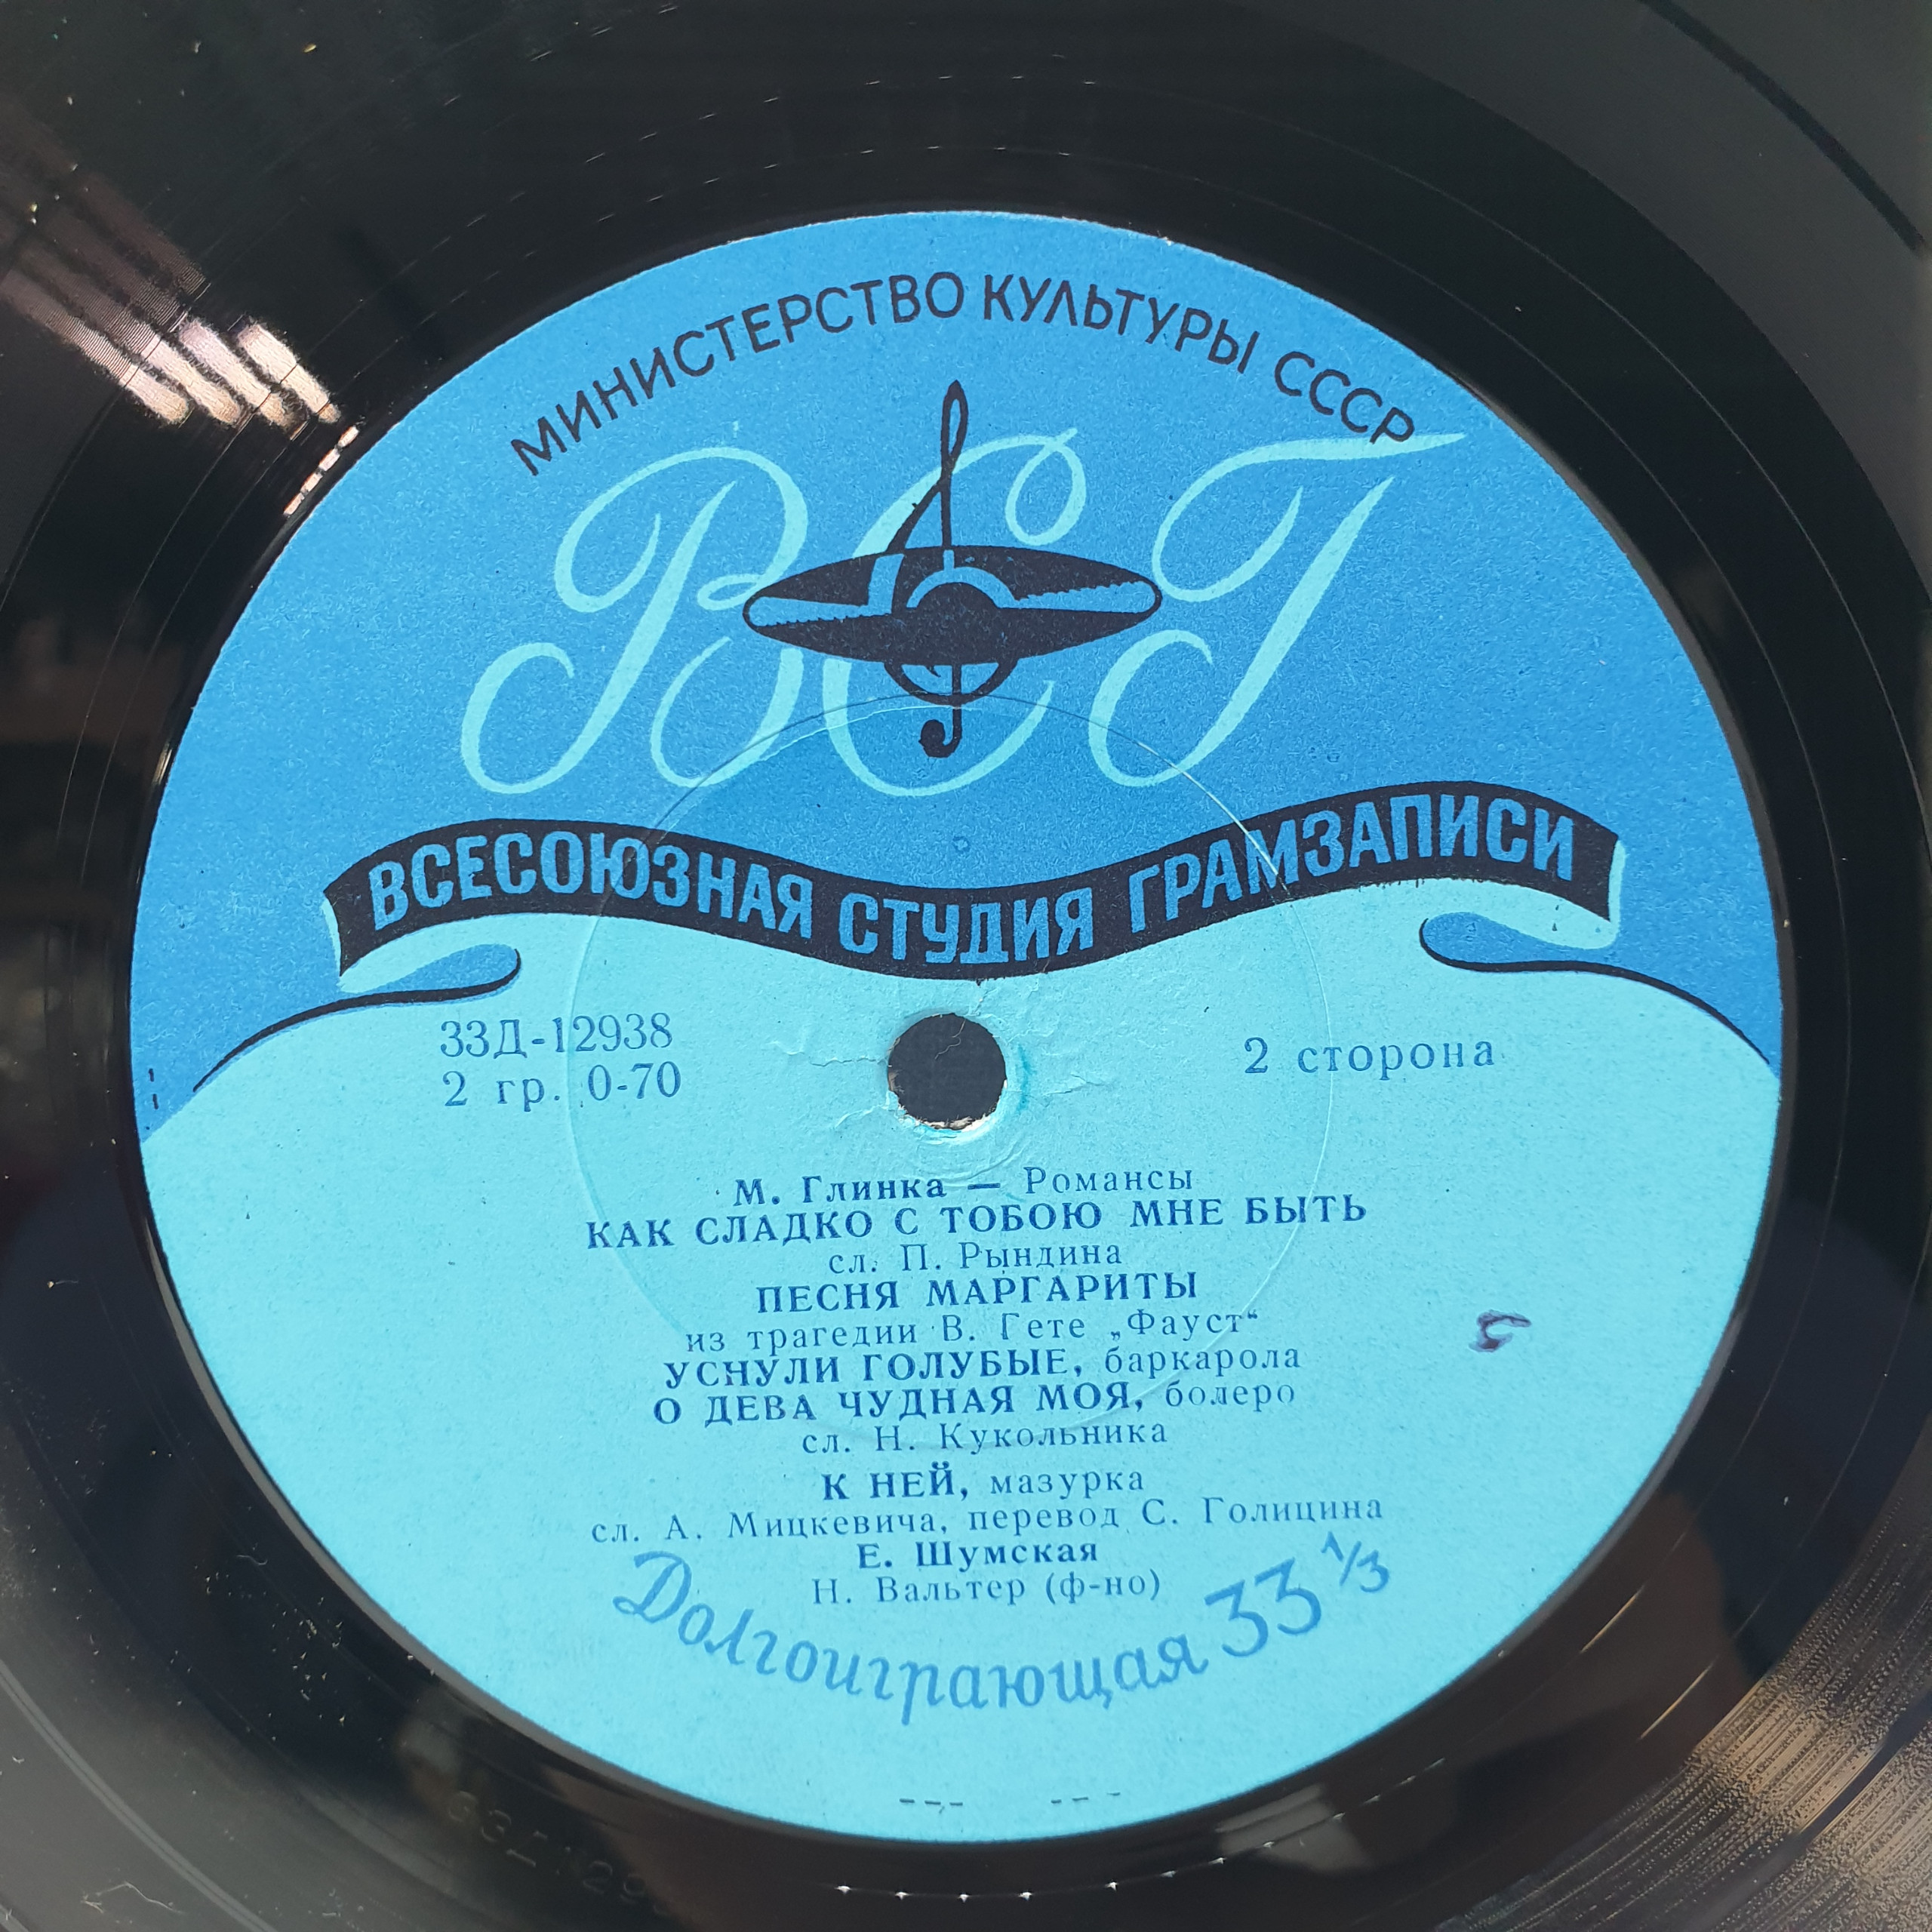 МИНИСТЕРСТВО КУЛЬТУРЫ СССР
ВСГ
ВСЕСОЮЗНАЯ СТУДИЯ ГРАМЗАПИСИ
33Д-12938
2 гр. 0-70
2 сторона
М. Глинка — Романсы
КАК СЛАДКО С ТОБОЮ МНЕ БЫТЬ
сл. П. Рындина
ПЕСНЯ МАРГАРИТЫ
из трагедии В. Гете „Фауст“
УСНУЛИ ГОЛУБЫЕ, баркарола
О ДЕВА ЧУДНАЯ МОЯ, болеро
сл. Н. Кукольника
К НЕЙ, мазурка
сл. А. Мицкевича, перевод С. Голицина
Е. Шумская
Н. Вальтер (ф-но)
Долгоиграющая 33 1/3